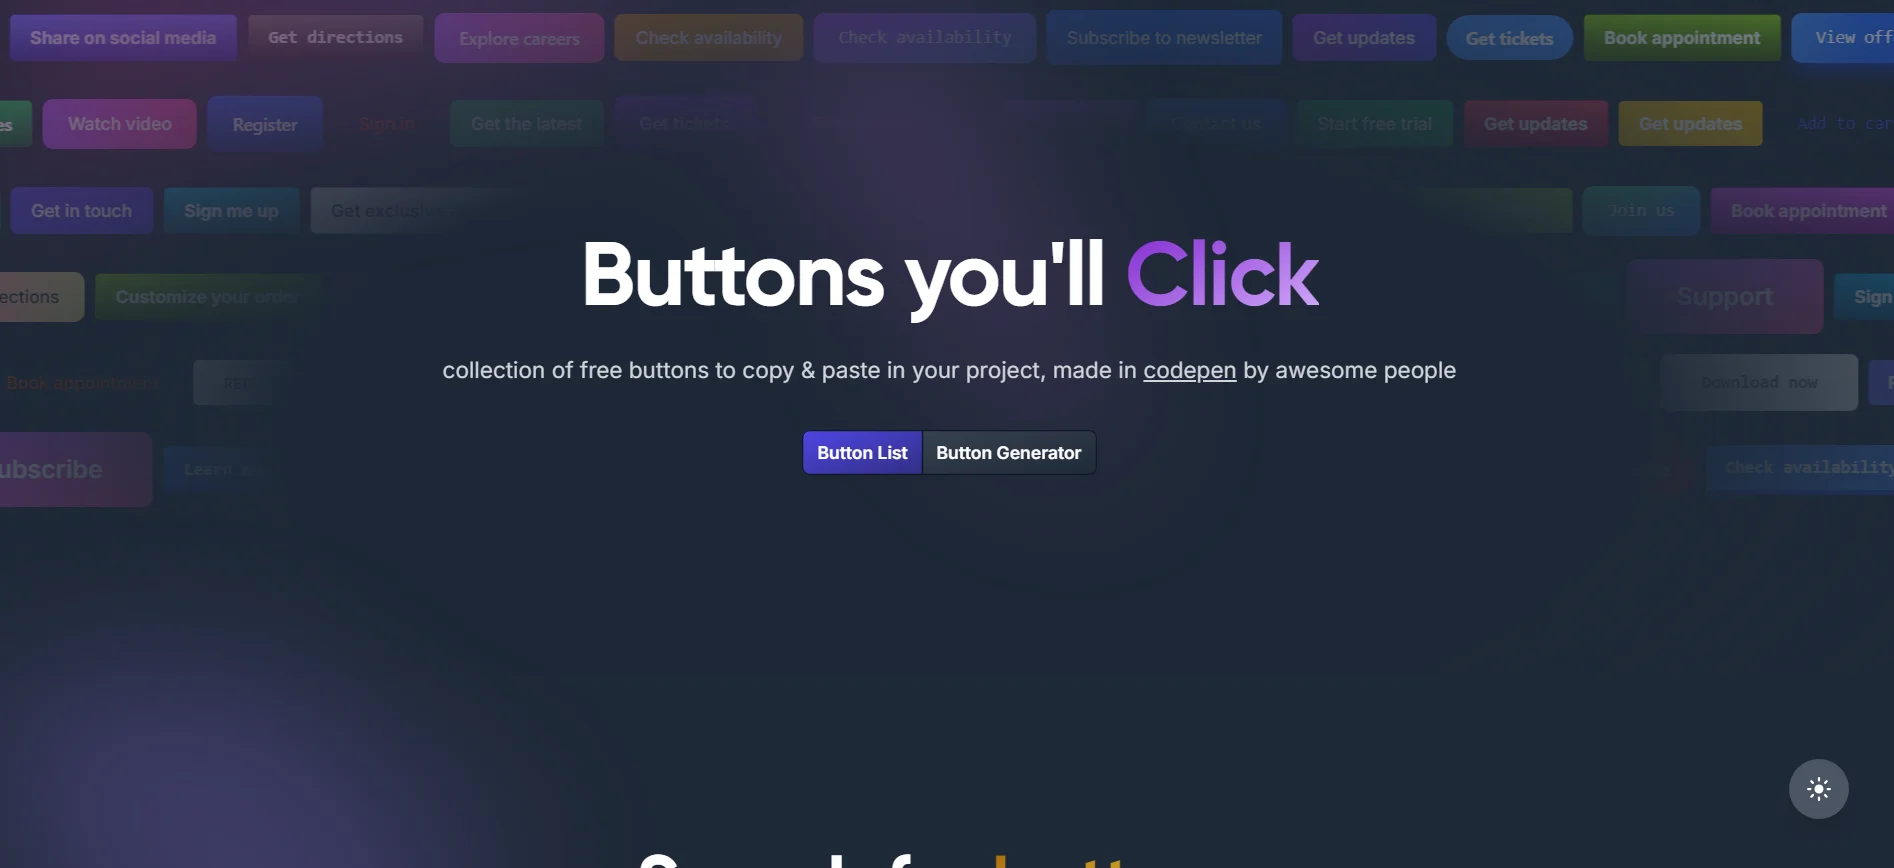 Share on social media Get directions Explore careers Check availability Check availability Subscribe to newsletter Get updates Get tickets Book appointment View off
es Watch video Register Sign in Get the latest Get tickets Contact us Start free trial Get updates Get updates Add to car
Get in touch Sign me up Get exclusive Join us Book appointment
Buttons you'll Click
ections Customize your order Support Sign
collection of free buttons to copy & paste in your project, made in codepen by awesome people
Book appointment Download now
Button List Button Generator
ubscribe Learn Check availability